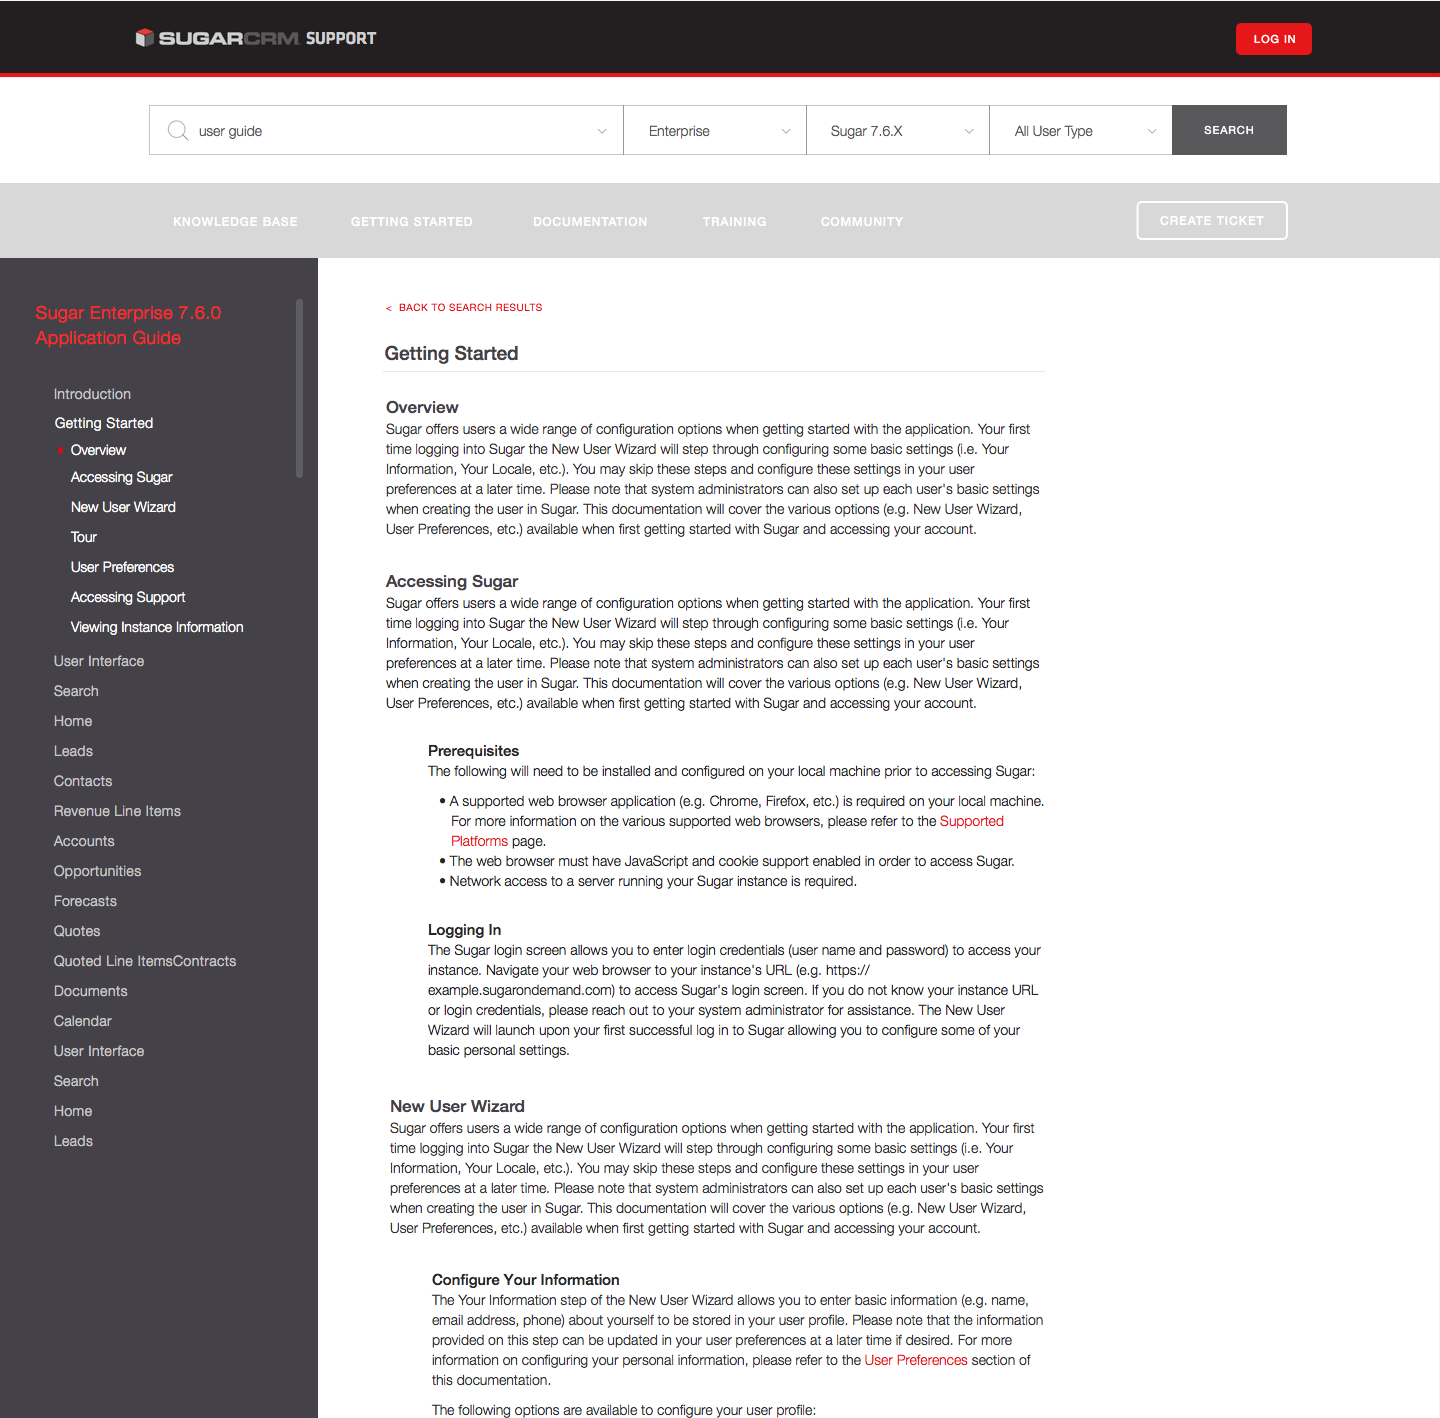 SUGARCRM. SUPPORT
LOG IN
user guide
Enterprise
Sugar 7.6.X
All User Type
SEARCH
KNOWLEDGE BASE
GETTING STARTED
DOCUMENTATION
TRAINING
COMMUNITY
CREATE TICKET
Sugar Enterprise 7.6.0
Application Guide
Introduction
Getting Started
Overview
Accessing Sugar
New User Wizard
Tour
User Preferences
Accessing Support
Viewing Instance Information
User Interface
Search
Home
Leads
Contacts
Revenue Line Items
Accounts
Opportunities
Forecasts
Quotes
Quoted Line ItemsContracts
Documents
Calendar
User Interface
Search
Home
Leads
< BACK TO SEARCH RESULTS
Getting Started
Overview
Sugar offers users a wide range of configuration options when getting started with the application. Your first
time logging into Sugar the New User Wizard will step through configuring some basic settings (i.e. Your
Information, Your Locale, etc.). You may skip these steps and configure these settings in your user
preferences at a later time. Please note that system administrators can also set up each user's basic settings
when creating the user in Sugar. This documentation will cover the various options (e.g. New User Wizard,
User Preferences, etc.) available when first getting started with Sugar and accessing your account.
Accessing Sugar
Sugar offers users a wide range of configuration options when getting started with the application. Your first
time logging into Sugar the New User Wizard will step through configuring some basic settings (i.e. Your
Information, Your Locale, etc.). You may skip these steps and configure these settings in your user
preferences at a later time. Please note that system administrators can also set up each user's basic settings
when creating the user in Sugar. This documentation will cover the various options (e.g. New User Wizard,
User Preferences, etc.) available when first getting started with Sugar and accessing your account.
Prerequisites
The following will need to be installed and configured on your local machine prior to accessing Sugar:
• A supported web browser application (e.g. Chrome, Firefox, etc.) is required on your local machine.
For more information on the various supported web browsers, please refer to the Supported
Platforms page.
• The web browser must have JavaScript and cookie support enabled in order to access Sugar.
• Network access to a server running your Sugar instance is required.
Logging In
The Sugar login screen allows you to enter login credentials (user name and password) to access your
instance. Navigate your web browser to your instance's URL (e.g. https://
example.sugarondemand.com) to access Sugar's login screen. If you do not know your instance URL
or login credentials, please reach out to your system administrator for assistance. The New User
Wizard will launch upon your first successful log in to Sugar allowing you to configure some of your
basic personal settings.
New User Wizard
Sugar offers users a wide range of configuration options when getting started with the application. Your first
time logging into Sugar the New User Wizard will step through configuring some basic settings (i.e. Your
Information, Your Locale, etc.). You may skip these steps and configure these settings in your user
preferences at a later time. Please note that system administrators can also set up each user's basic settings
when creating the user in Sugar. This documentation will cover the various options (e.g. New User Wizard,
User Preferences, etc.) available when first getting started with Sugar and accessing your account.
Configure Your Information
The Your Information step of the New User Wizard allows you to enter basic information (e.g. name,
email address, phone) about yourself to be stored in your user profile. Please note that the information
provided on this step can be updated in your user preferences at a later time if desired. For more
information on configuring your personal information, please refer to the User Preferences section of
this documentation.
The following options are available to configure your user profile: